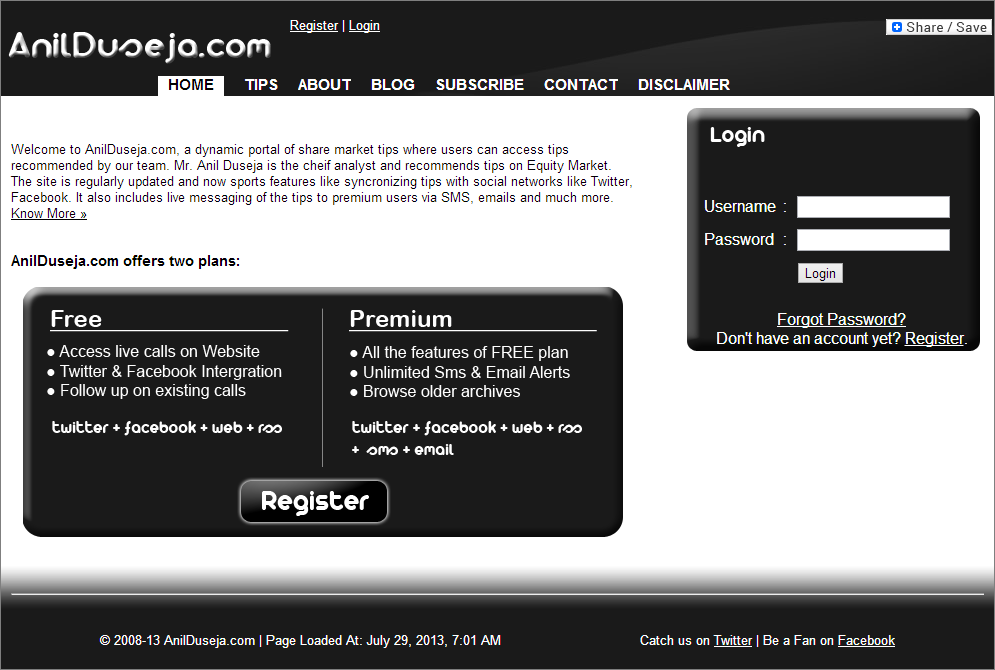 Register | Login
Share / Save
AnilDuseja.com
HOME TIPS ABOUT BLOG SUBSCRIBE CONTACT DISCLAIMER
Welcome to AnilDuseja.com, a dynamic portal of share market tips where users can access tips
recommended by our team. Mr. Anil Duseja is the cheif analyst and recommends tips on Equity Market.
The site is regularly updated and now sports features like syncronizing tips with social networks like Twitter,
Facebook. It also includes live messaging of the tips to premium users via SMS, emails and much more.
Know More »
AnilDuseja.com offers two plans:
Free
● Access live calls on Website
● Twitter & Facebook Intergration
● Follow up on existing calls
twitter + facebook + web + rss
Premium
● All the features of FREE plan
● Unlimited Sms & Email Alerts
● Browse older archives
twitter + facebook + web + rss
+ sms + email
Register
Login
Username :
Password :
Login
Forgot Password?
Don't have an account yet? Register.
© 2008-13 AnilDuseja.com | Page Loaded At: July 29, 2013, 7:01 AM
Catch us on Twitter | Be a Fan on Facebook